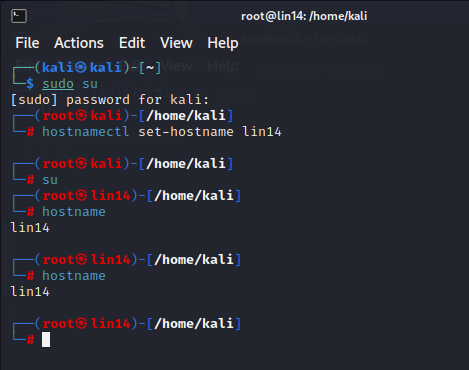 root@lin14: /home/kali
File Actions Edit View Help
┌──(kali㉿kali)-[~]
└─$ sudo su
[sudo] password for kali:
┌──(root㉿kali)-[/home/kali]
└─# hostnamectl set-hostname lin14
┌──(root㉿kali)-[/home/kali]
└─# su
┌──(root㉿lin14)-[/home/kali]
└─# hostname
lin14
┌──(root㉿lin14)-[/home/kali]
└─# hostname
lin14
┌──(root㉿lin14)-[/home/kali]
└─#